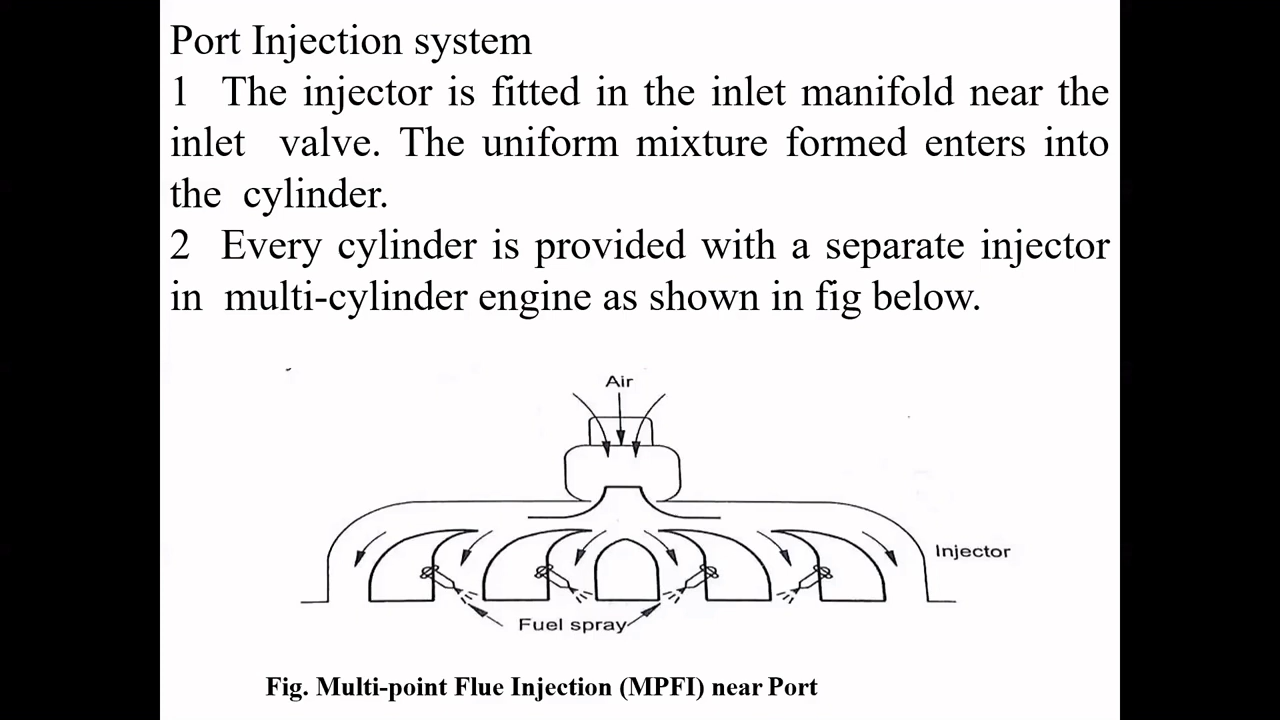 Port Injection system
1 The injector is fitted in the inlet manifold near the
inlet valve. The uniform mixture formed enters into
the cylinder.
2 Every cylinder is provided with a separate injector
in multi-cylinder engine as shown in fig below.
Air
Injector
Fuel spray
Fig. Multi-point Flue Injection (MPFI) near Port